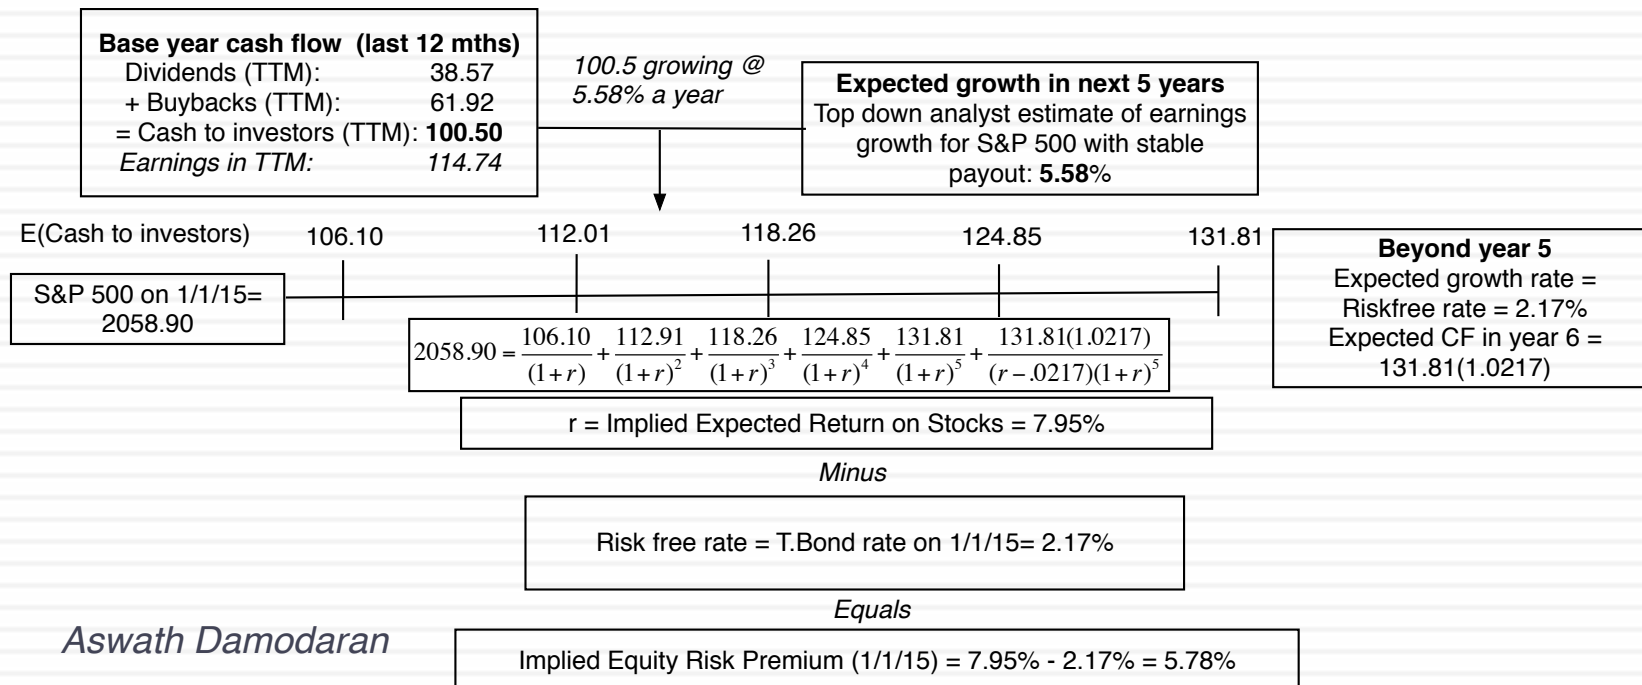 Base year cash flow (last 12 mths)
Dividends (TTM): 38.57
+ Buybacks (TTM): 61.92
= Cash to investors (TTM): 100.50
Earnings in TTM: 114.74
100.5 growing @
5.58% a year
Expected growth in next 5 years
Top down analyst estimate of earnings
growth for S&P 500 with stable
payout: 5.58%
E(Cash to investors) 106.10 112.01 118.26 124.85 131.81
S&P 500 on 1/1/15=
2058.90
Beyond year 5
Expected growth rate =
Riskfree rate = 2.17%
Expected CF in year 6 =
131.81(1.0217)
2058.90 = 106.10/(1+r) + 112.91/(1+r)^2 + 118.26/(1+r)^3 + 124.85/(1+r)^4 + 131.81/(1+r)^5 + 131.81(1.0217)/(r-.0217)(1+r)^5
r = Implied Expected Return on Stocks = 7.95%
Minus
Risk free rate = T.Bond rate on 1/1/15= 2.17%
Equals
Implied Equity Risk Premium (1/1/15) = 7.95% - 2.17% = 5.78%
Aswath Damodaran